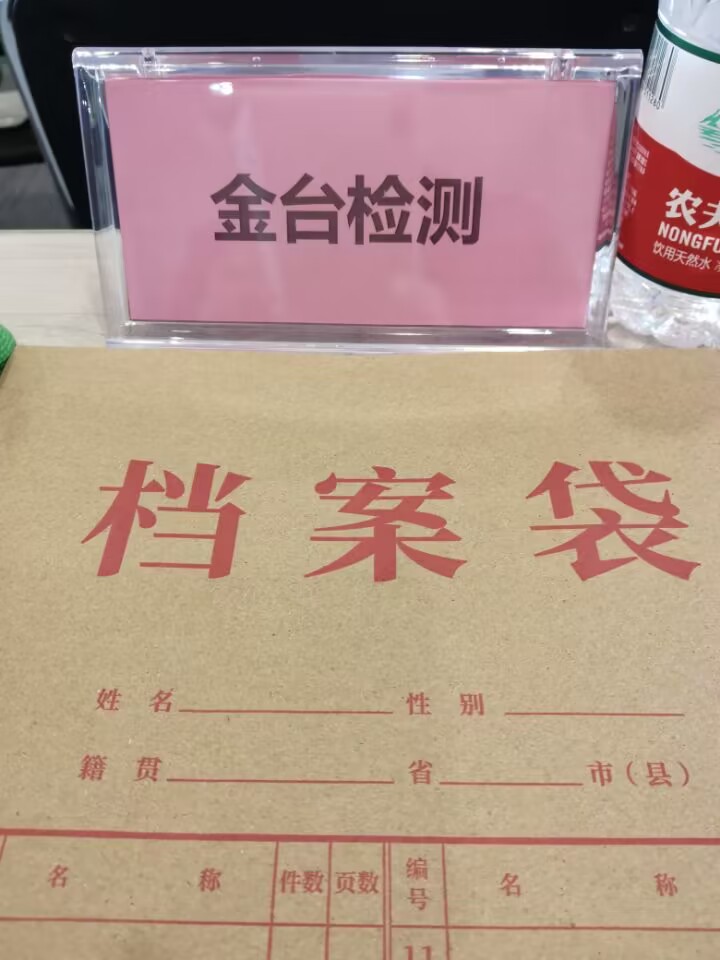 金台检测
农夫
NONGFU
饮用天然水
档案袋
姓名 性别
籍贯 省 市(县)
名称 件数 页数 编号 名称
11